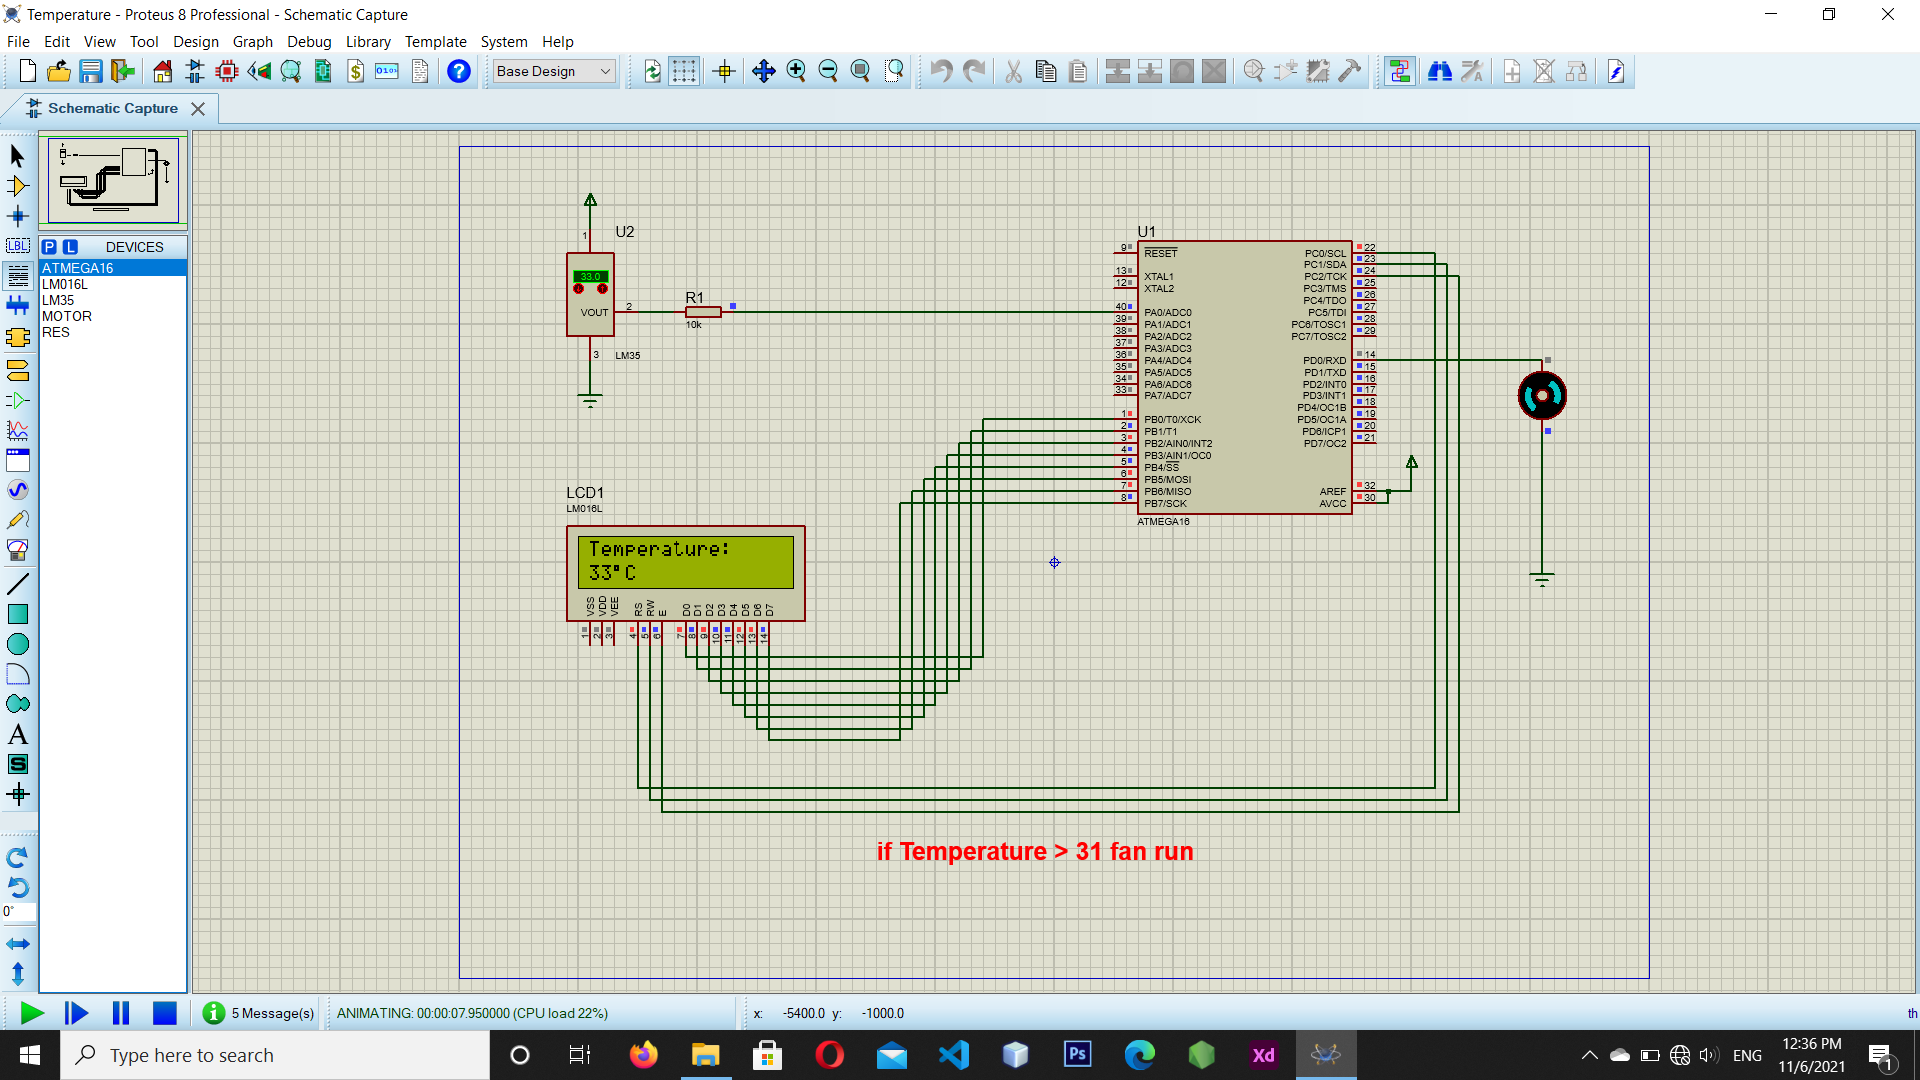 Temperature - Proteus 8 Professional - Schematic Capture
File Edit View Tool Design Graph Debug Library Template System Help
Base Design
Schematic Capture
P L DEVICES
ATMEGA16
LM016L
LM35
MOTOR
RES
LBL
A
S
0°
U2
1
33.0
VOUT
2
3
LM35
R1
10k
U1
9 RESET
13 XTAL1
12 XTAL2
40 PA0/ADC0
39 PA1/ADC1
38 PA2/ADC2
37 PA3/ADC3
36 PA4/ADC4
35 PA5/ADC5
34 PA6/ADC6
33 PA7/ADC7
1 PB0/T0/XCK
2 PB1/T1
3 PB2/AIN0/INT2
4 PB3/AIN1/OC0
5 PB4/SS
6 PB5/MOSI
7 PB6/MISO
8 PB7/SCK
PC0/SCL 22
PC1/SDA 23
PC2/TCK 24
PC3/TMS 25
PC4/TDO 26
PC5/TDI 27
PC6/TOSC1 28
PC7/TOSC2 29
PD0/RXD 14
PD1/TXD 15
PD2/INT0 16
PD3/INT1 17
PD4/OC1B 18
PD5/OC1A 19
PD6/ICP1 20
PD7/OC2 21
AREF 32
AVCC 30
ATMEGA16
LCD1
LM016L
Temperature:
33°C
VSS VDD VEE RS RW E D0 D1 D2 D3 D4 D5 D6 D7
1 2 3 4 5 6 7 8 9 10 11 12 13 14
if Temperature > 31 fan run
5 Message(s)
ANIMATING: 00:00:07.950000 (CPU load 22%)
x: -5400.0 y: -1000.0
th
Type here to search
Ps
Xd
ENG
12:36 PM
11/6/2021
1